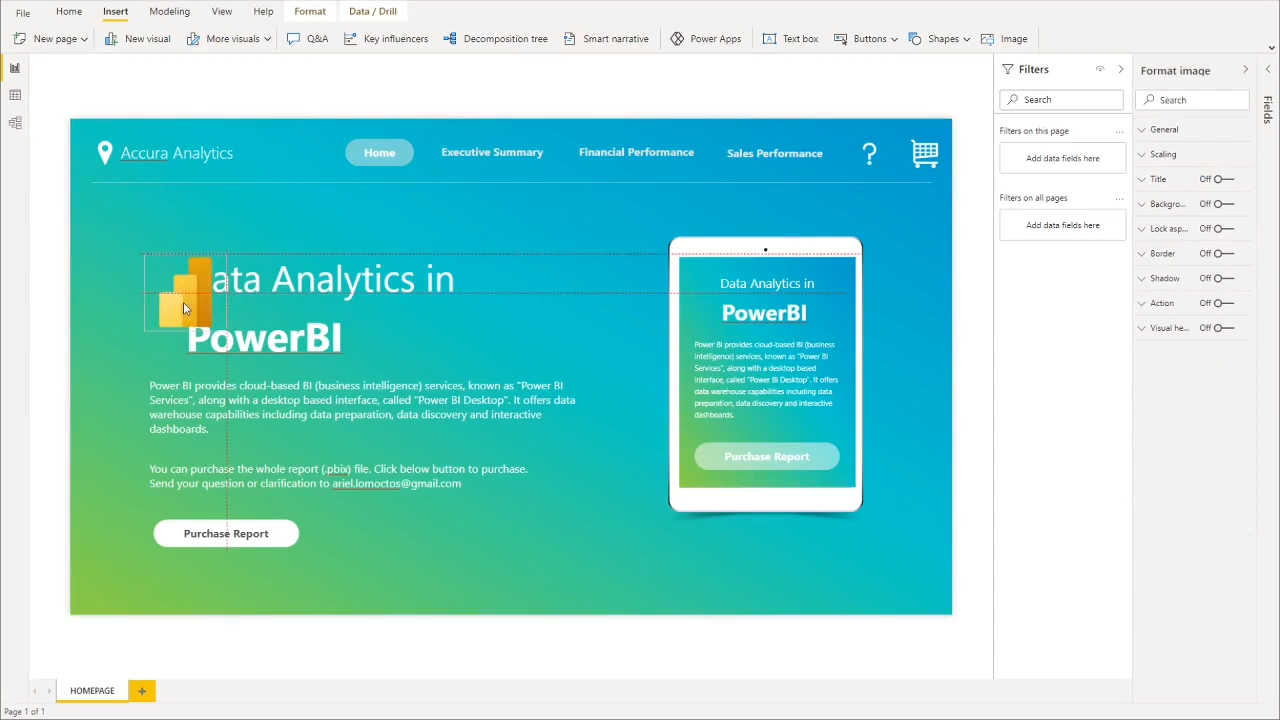 File
Home
Insert
Modeling
View
Help
Format
Data / Drill
New page
New visual
More visuals
Q&A
Key influencers
Decomposition tree
Smart narrative
Power Apps
Text box
Buttons
Shapes
Image
Accura Analytics
Home
Executive Summary
Financial Performance
Sales Performance
?
ata Analytics in
PowerBI
Power BI provides cloud-based BI (business intelligence) services, known as "Power BI
Services", along with a desktop based interface, called "Power BI Desktop". It offers data
warehouse capabilities including data preparation, data discovery and interactive
dashboards.
You can purchase the whole report (.pbix) file. Click below button to purchase.
Send your question or clarification to ariel.lomoctos@gmail.com
Purchase Report
Data Analytics in
PowerBI
Power BI provides cloud-based BI (business
intelligence) services, known as "Power BI
Services", along with a desktop based
interface, called "Power BI Desktop". It offers
data warehouse capabilities including data
preparation, data discovery and interactive
dashboards.
Purchase Report
Filters
Search
Filters on this page
...
Add data fields here
Filters on all pages
...
Add data fields here
Format image
Search
General
Scaling
Title Off
Backgro... Off
Lock asp... Off
Border Off
Shadow Off
Action Off
Visual he... Off
Fields
HOMEPAGE
+
Page 1 of 1